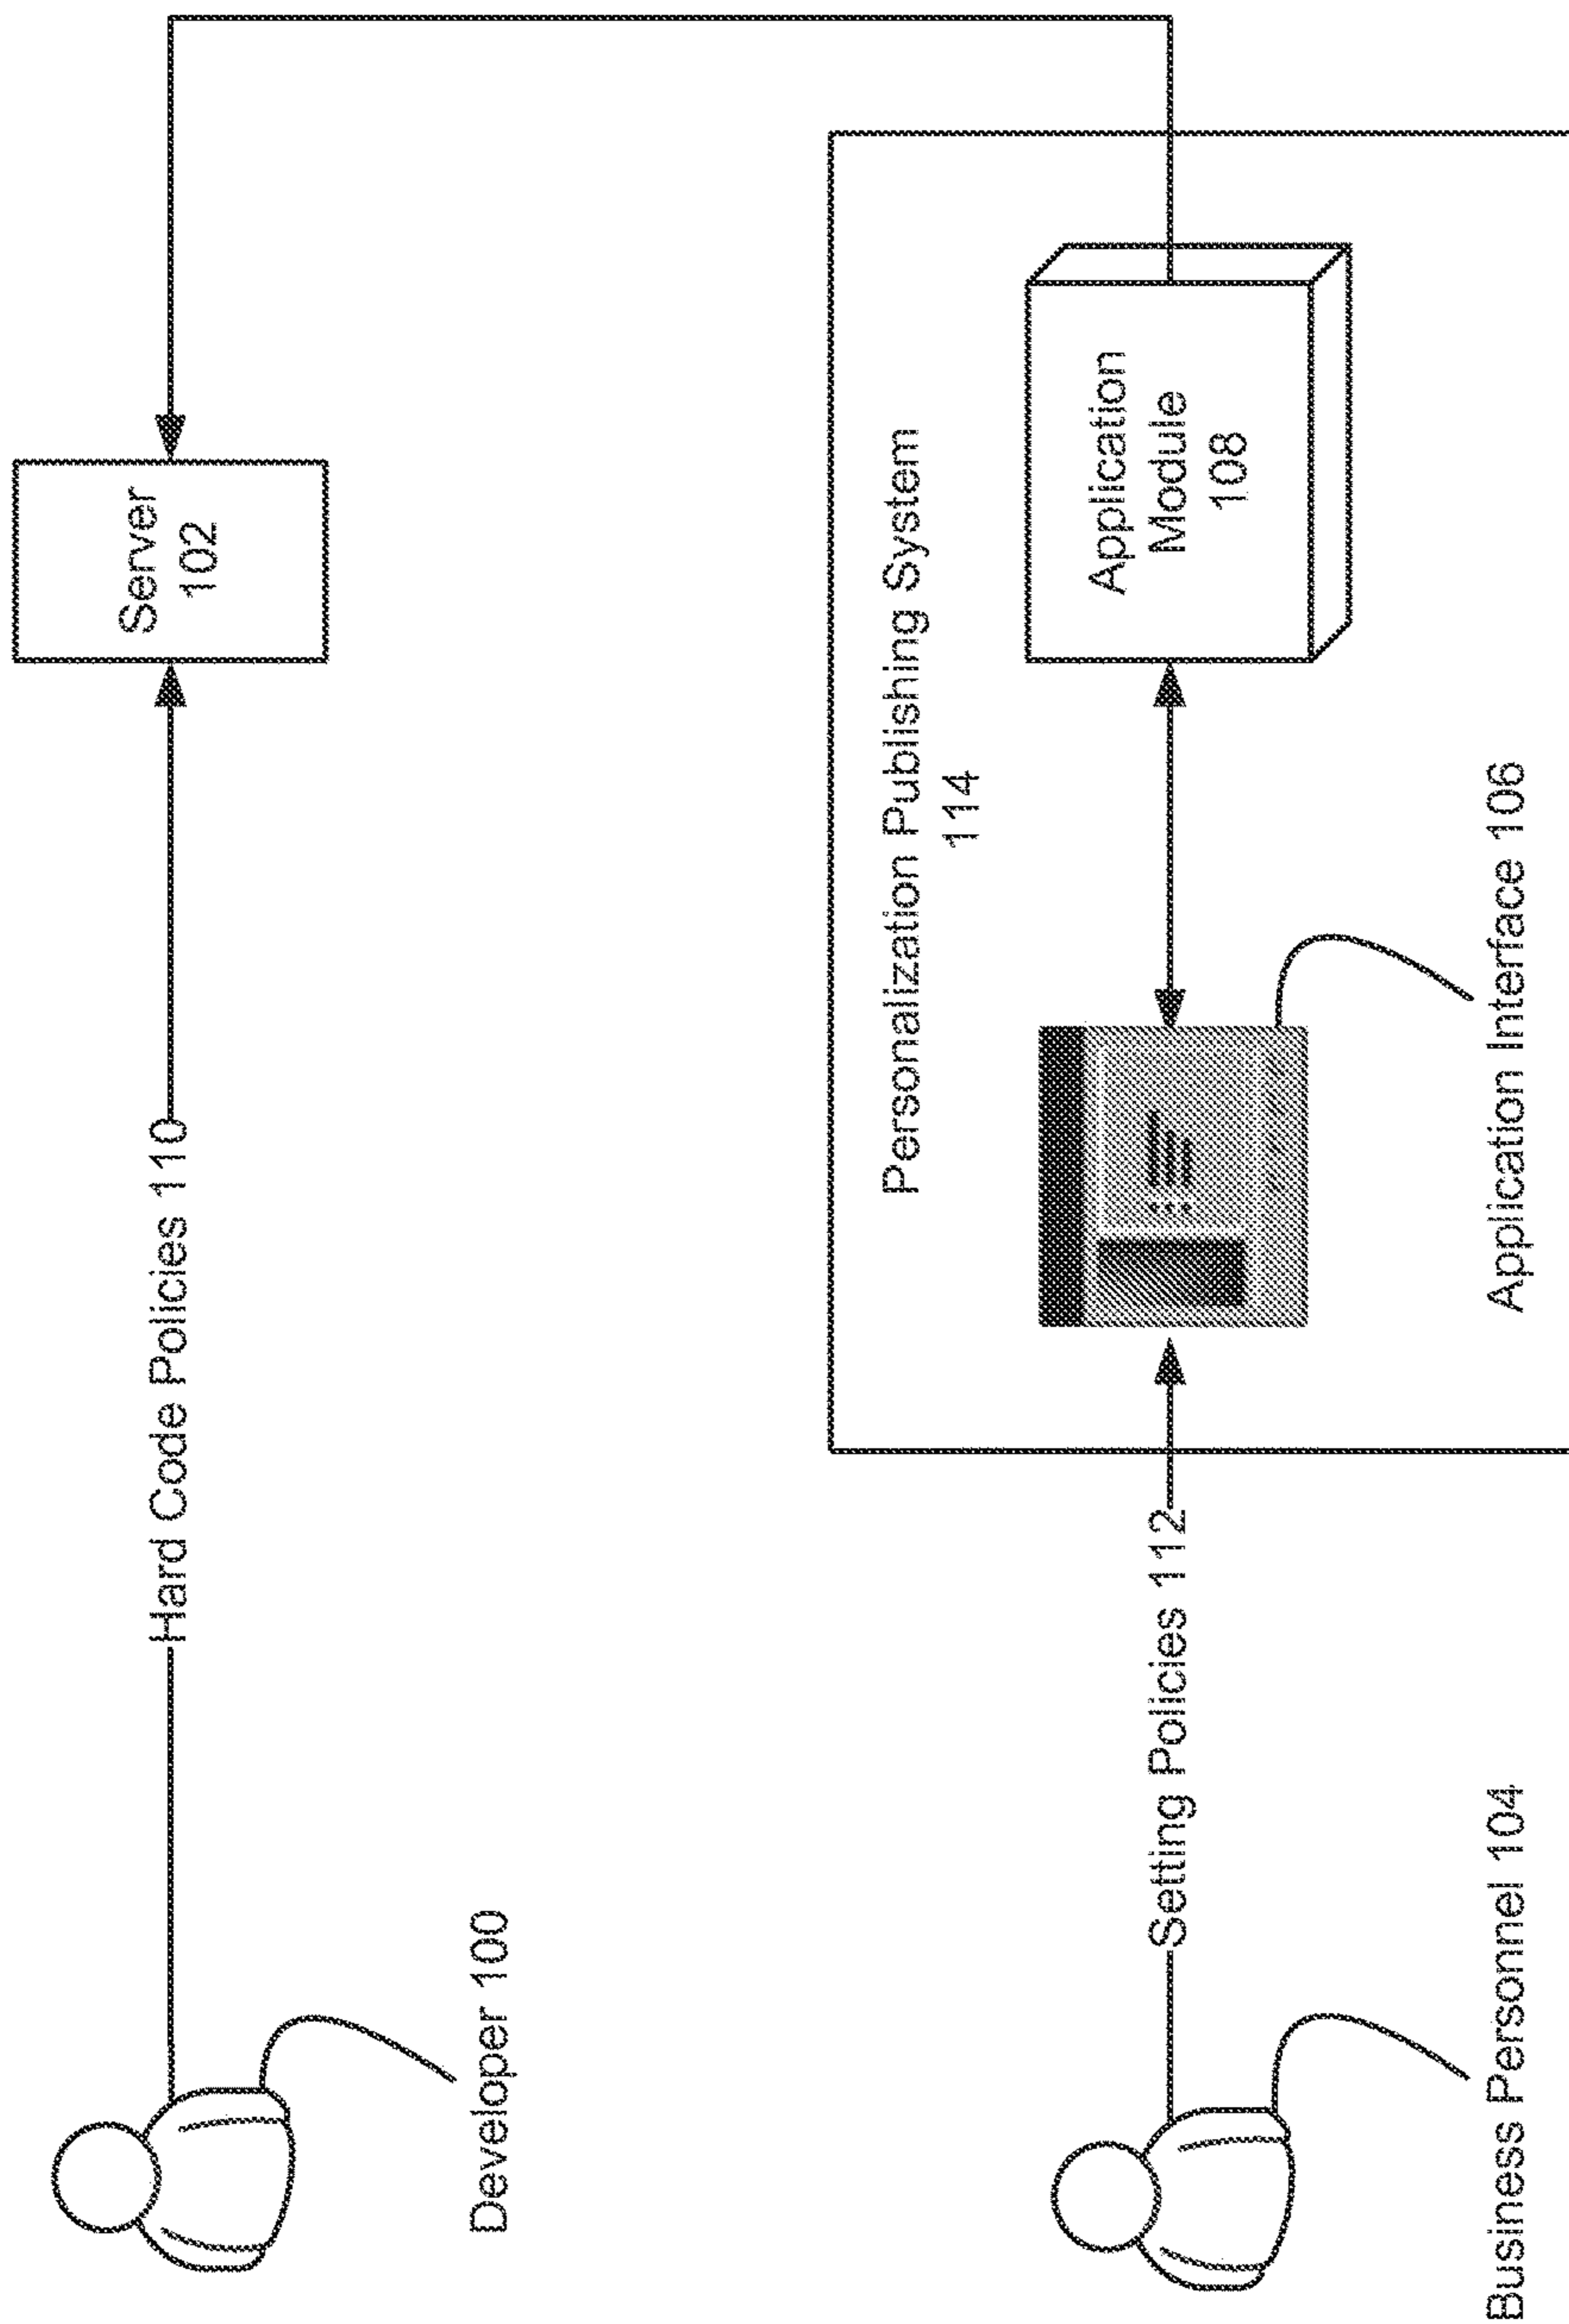 Hard Code Policies 110
Server
102
Developer 100
Personalization Publishing System
114
Setting Policies 112
Application
Module
108
Business Personnel 104
Application Interface 106